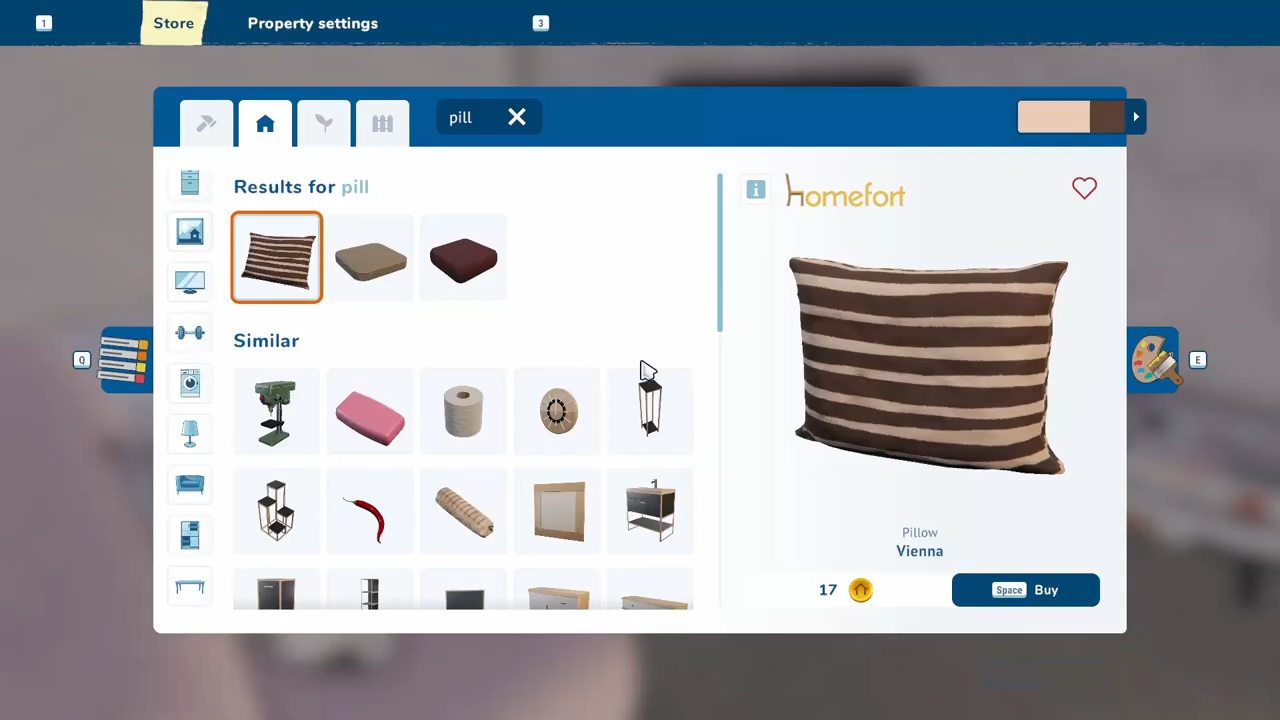 1
Store
Property settings
3
pill
Results for pill
homefort
Similar
Q
E
Pillow
Vienna
17
Space
Buy